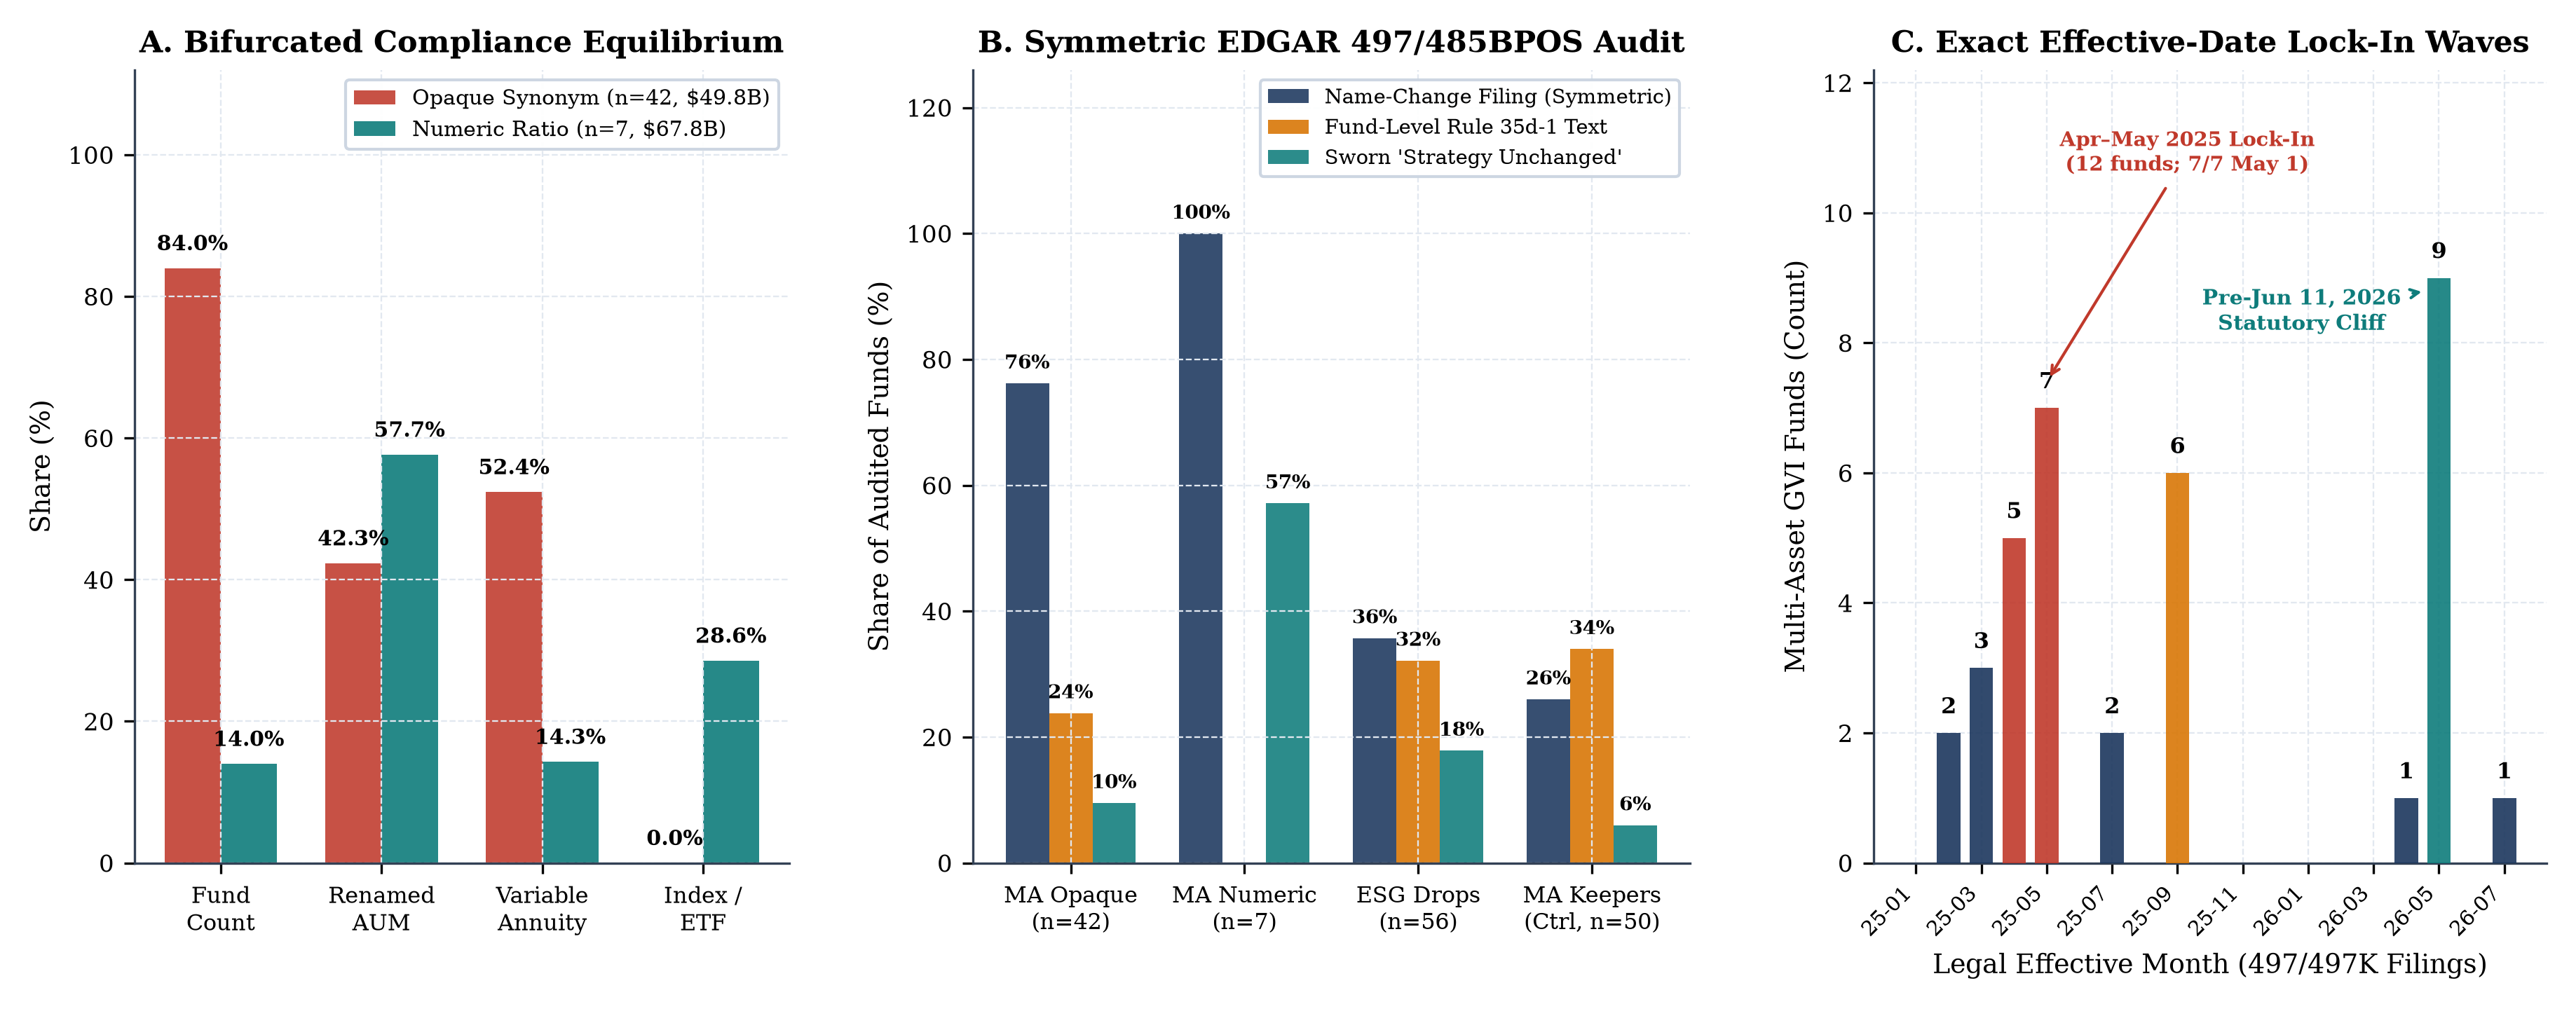 A. Bifurcated Compliance Equilibrium
Opaque Synonym (n=42, $49.8B)
Numeric Ratio (n=7, $67.8B)
Share (%)
100
80
60
40
20
0
84.0%
14.0%
42.3%
57.7%
52.4%
14.3%
0.0%
28.6%
Fund
Count
Renamed
AUM
Variable
Annuity
Index /
ETF
B. Symmetric EDGAR 497/485BPOS Audit
Name-Change Filing (Symmetric)
Fund-Level Rule 35d-1 Text
Sworn 'Strategy Unchanged'
Share of Audited Funds (%)
120
100
80
60
40
20
0
76%
24%
10%
100%
57%
36%
32%
18%
26%
34%
6%
MA Opaque
(n=42)
MA Numeric
(n=7)
ESG Drops
(n=56)
MA Keepers
(Ctrl, n=50)
C. Exact Effective-Date Lock-In Waves
Apr–May 2025 Lock-In
(12 funds; 7/7 May 1)
Pre-Jun 11, 2026
Statutory Cliff
Multi-Asset GVI Funds (Count)
12
10
8
6
4
2
0
2
3
5
7
2
6
1
9
1
25-01
25-03
25-05
25-07
25-09
25-11
26-01
26-03
26-05
26-07
Legal Effective Month (497/497K Filings)